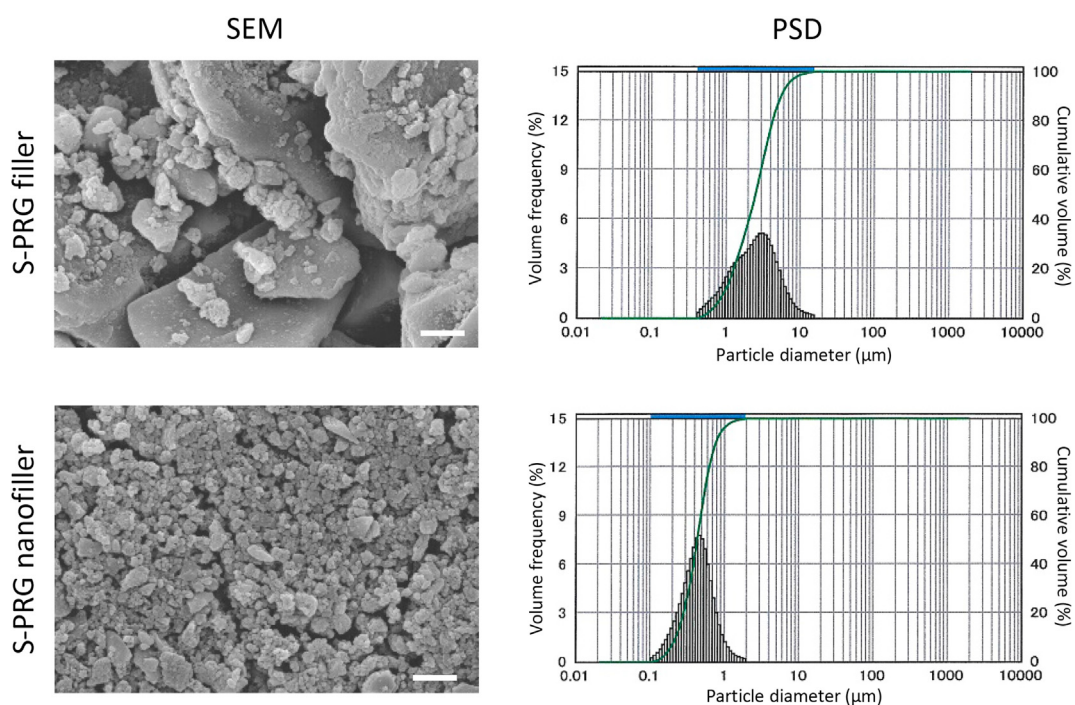 SEM
PSD
S-PRG filler
Volume frequency (%)
15
12
9
6
3
0
100
80
60
40
20
0
Cumulative volume (%)
0.01 0.1 1 10 100 1000 10000
Particle diameter (μm)
S-PRG nanofiller
Volume frequency (%)
15
12
9
6
3
0
100
80
60
40
20
0
Cumulative volume (%)
0.01 0.1 1 10 100 1000 10000
Particle diameter (μm)